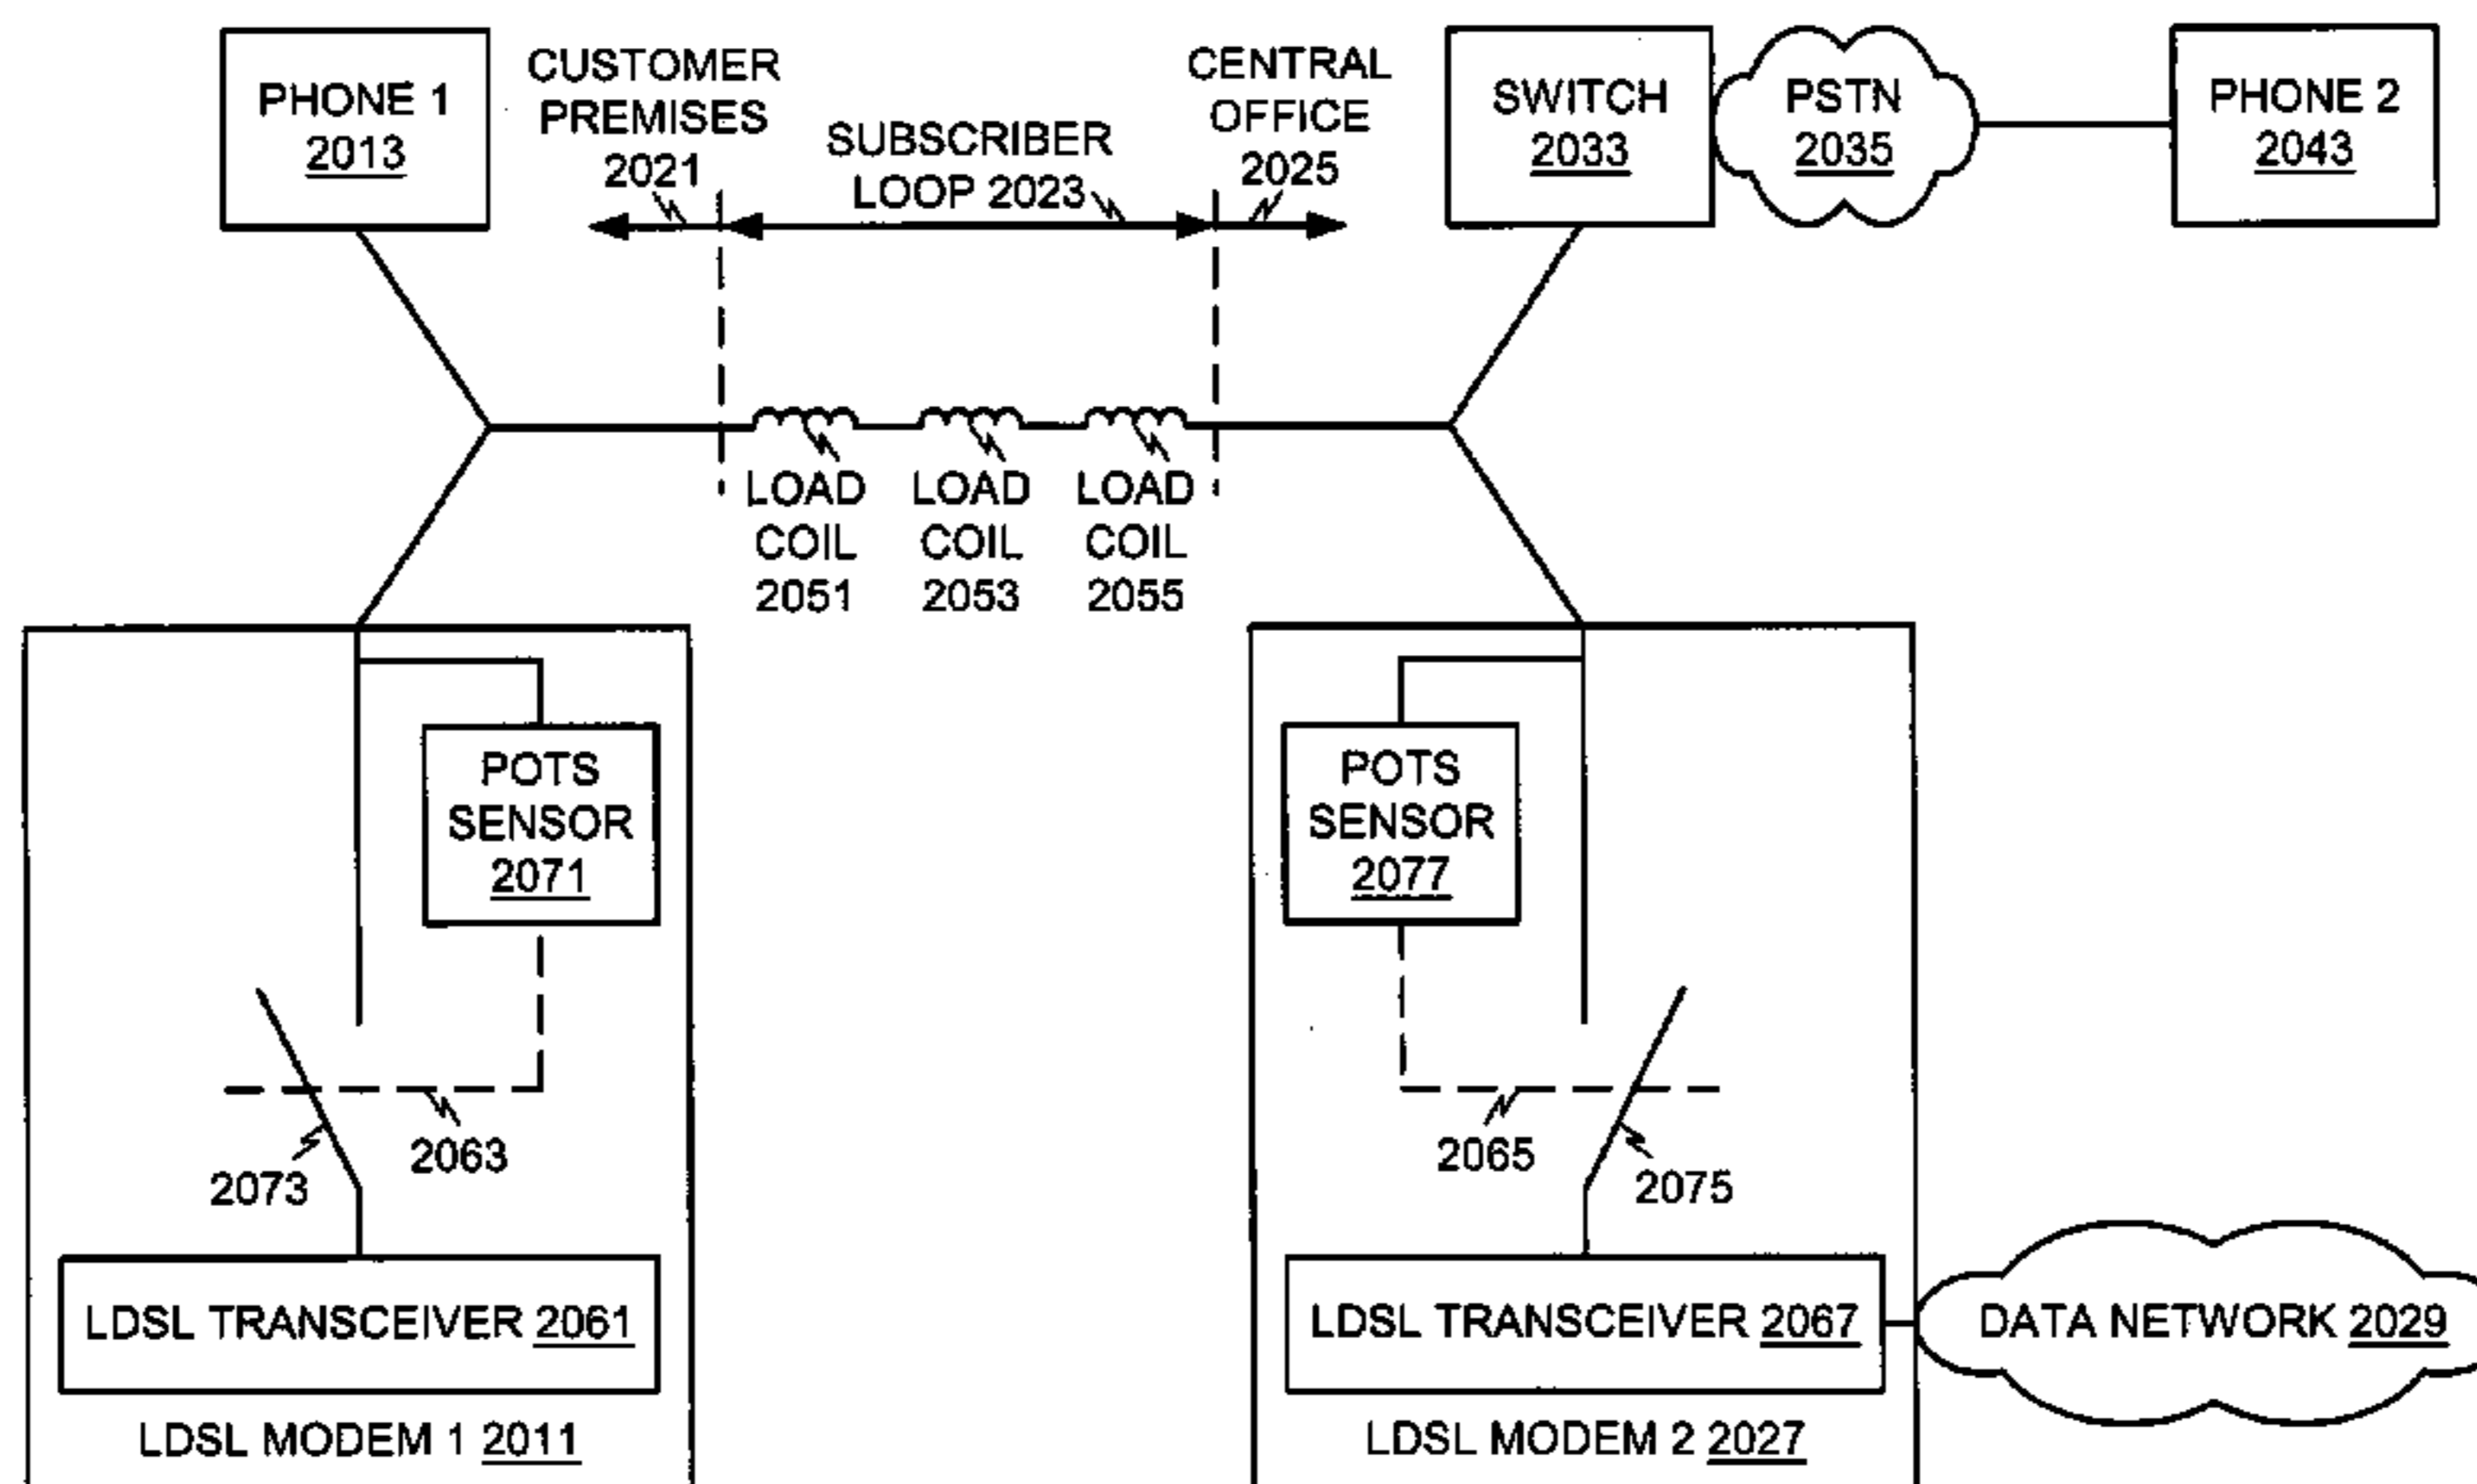 PHONE 1
2013
CUSTOMER
PREMISES
2021
SUBSCRIBER
LOOP 2023
CENTRAL
OFFICE
2025
SWITCH
2033
PSTN
2035
PHONE 2
2043
LOAD
COIL
2051
LOAD
COIL
2053
LOAD
COIL
2055
POTS
SENSOR
2071
2063
2073
LDSL TRANSCEIVER 2061
LDSL MODEM 1 2011
POTS
SENSOR
2077
2065
2075
LDSL TRANSCEIVER 2067
LDSL MODEM 2 2027
DATA NETWORK 2029